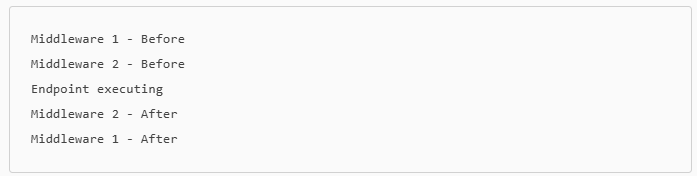 Middleware 1 - Before
Middleware 2 - Before
Endpoint executing
Middleware 2 - After
Middleware 1 - After